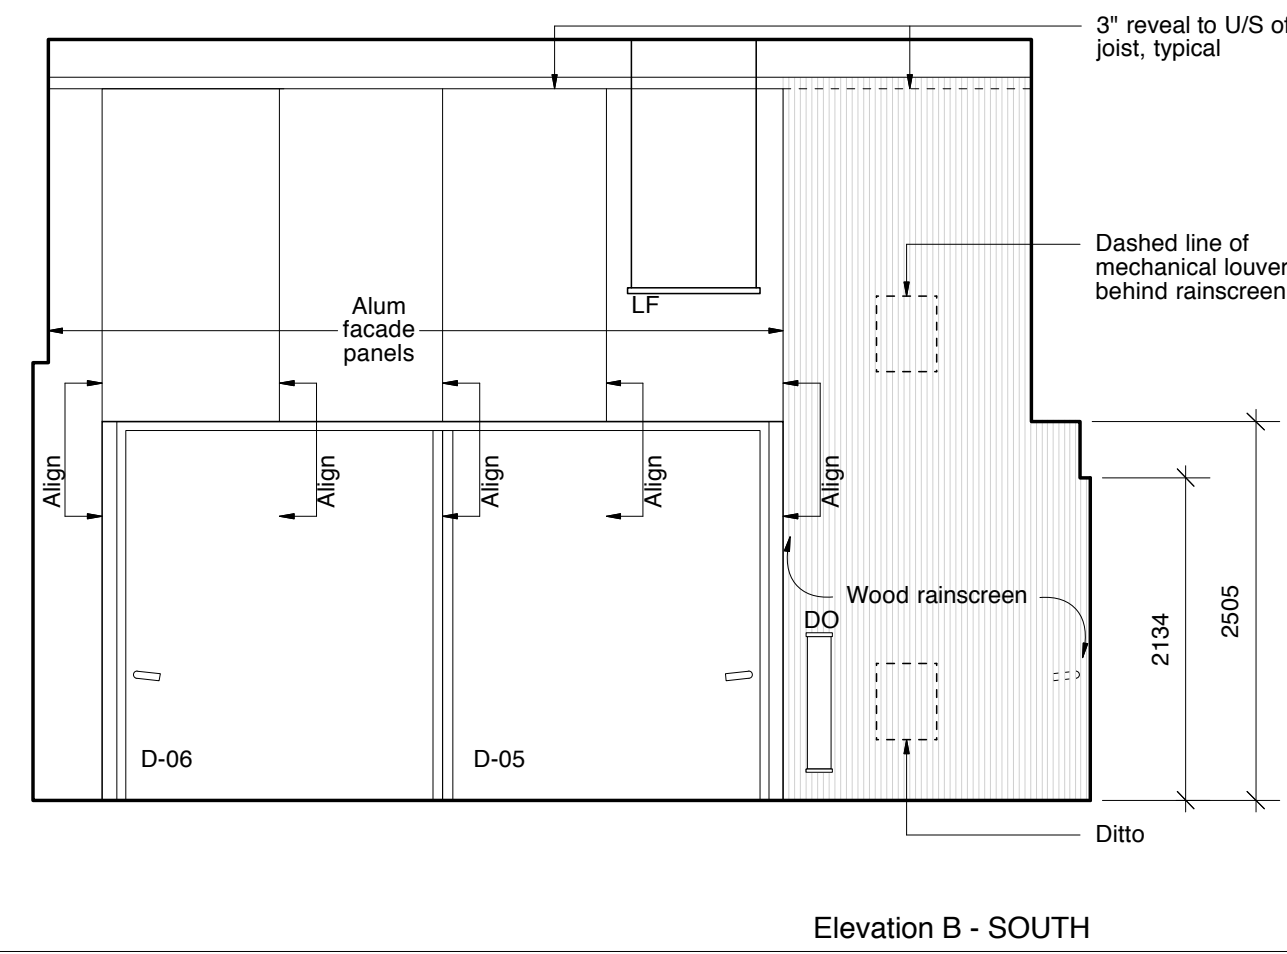 3" reveal to U/S of
joist, typical
Dashed line of
mechanical louver
behind rainscreen
LF
Alum
facade
panels
Align
Align
Align
Align
Align
Wood rainscreen
DO
2134
2505
D-06
D-05
Ditto
Elevation B - SOUTH